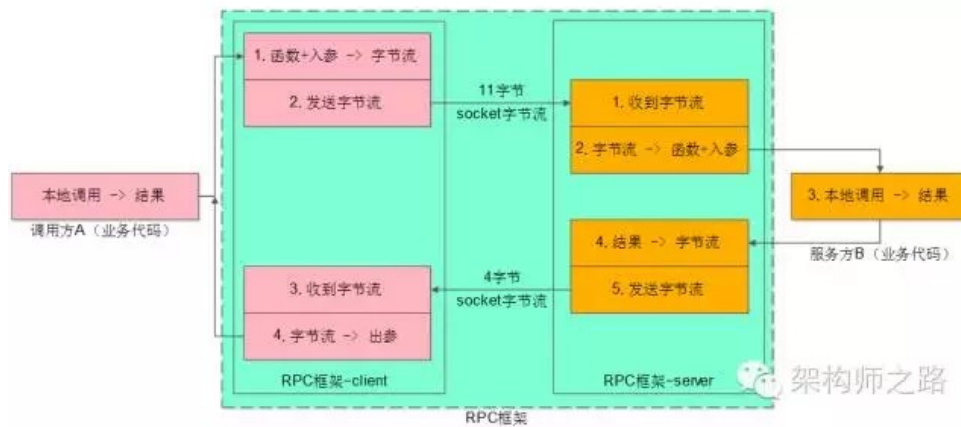 1. 函数+入参 -> 字节流
2. 发送字节流
11字节
socket字节流
1. 收到字节流
2. 字节流 -> 函数+入参
本地调用 -> 结果
调用方A（业务代码）
3. 本地调用 -> 结果
服务方B（业务代码）
4. 结果 -> 字节流
5. 发送字节流
4字节
socket字节流
3. 收到字节流
4. 字节流 -> 出参
RPC框架-client
RPC框架-server
架构师之路
RPC框架